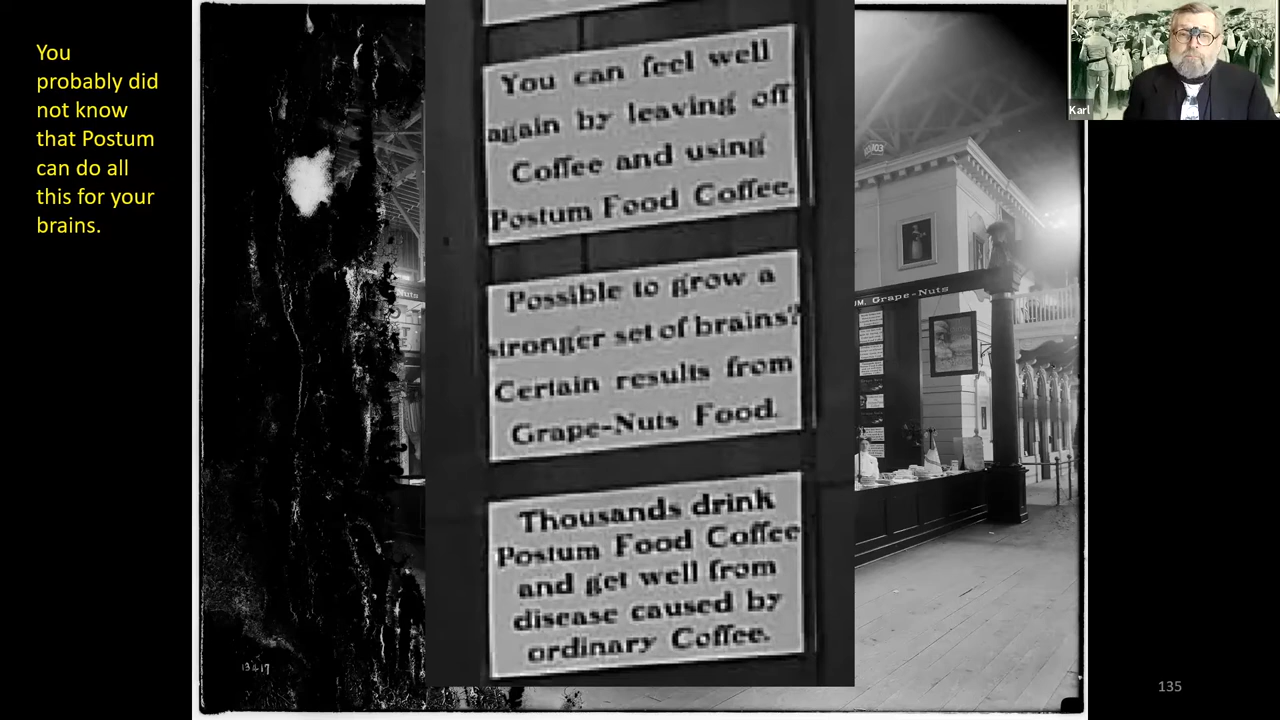 You
probably did
not know
that Postum
can do all
this for your
brains.
You can feel well
again by leaving off
Coffee and using
Postum Food Coffee.
Possible to grow a
stronger set of brains?
Certain results from
Grape-Nuts Food.
Thousands drink
Postum Food Coffee
and get well from
disease caused by
ordinary Coffee.
Grape-Nuts
Karl
135